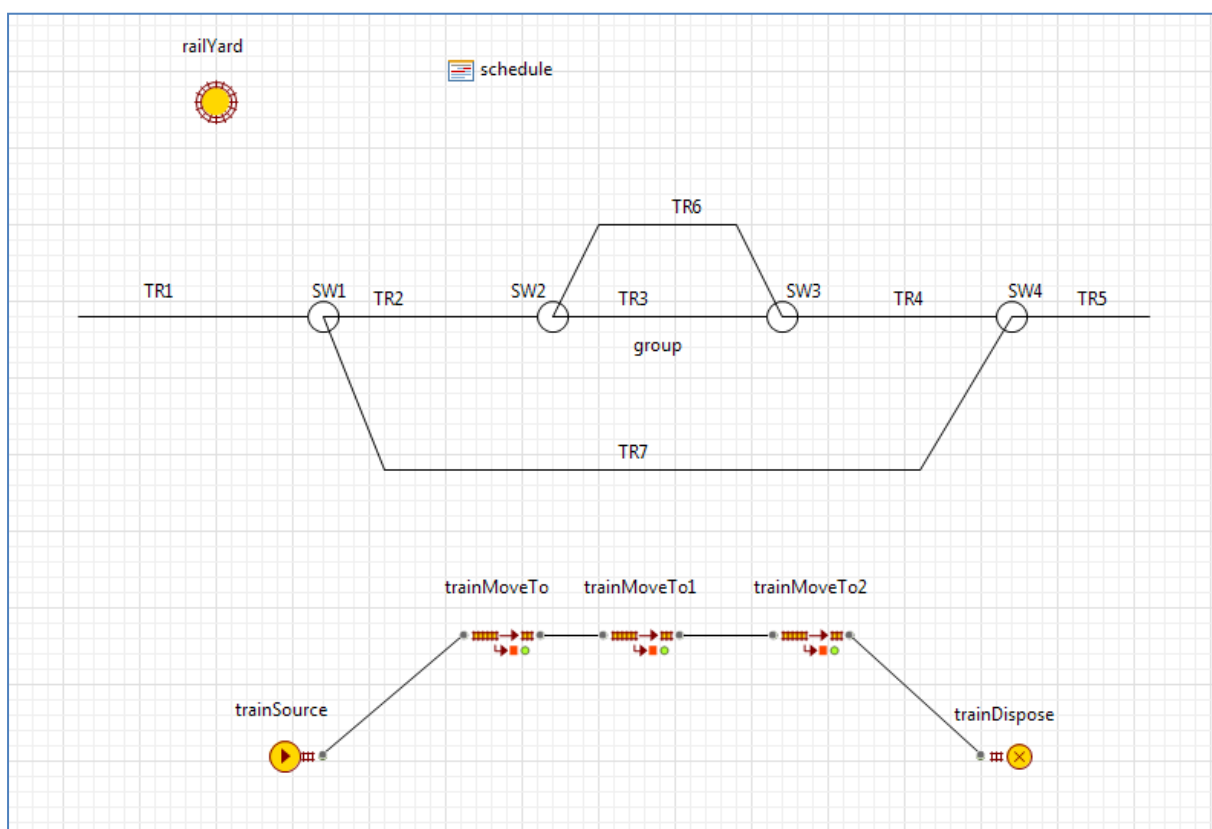 railYard
schedule
TR6
TR1
SW1
TR2
SW2
TR3
SW3
TR4
SW4
TR5
group
TR7
trainMoveTo
trainMoveTo1
trainMoveTo2
trainSource
trainDispose